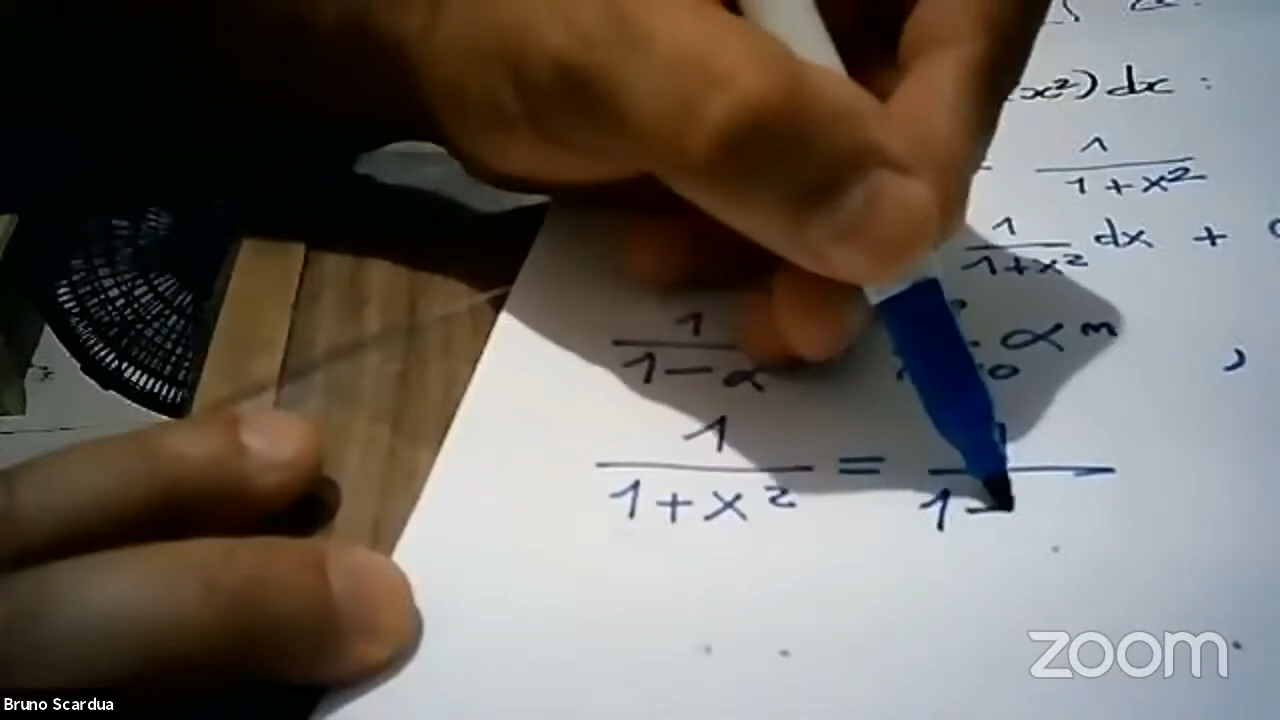 x²) dx :
1/(1+x²)
1/(1+x²) dx +
1/(1-α) αⁿ ,
1/(1+x²) = 1/(1-
zoom
Bruno Scardua